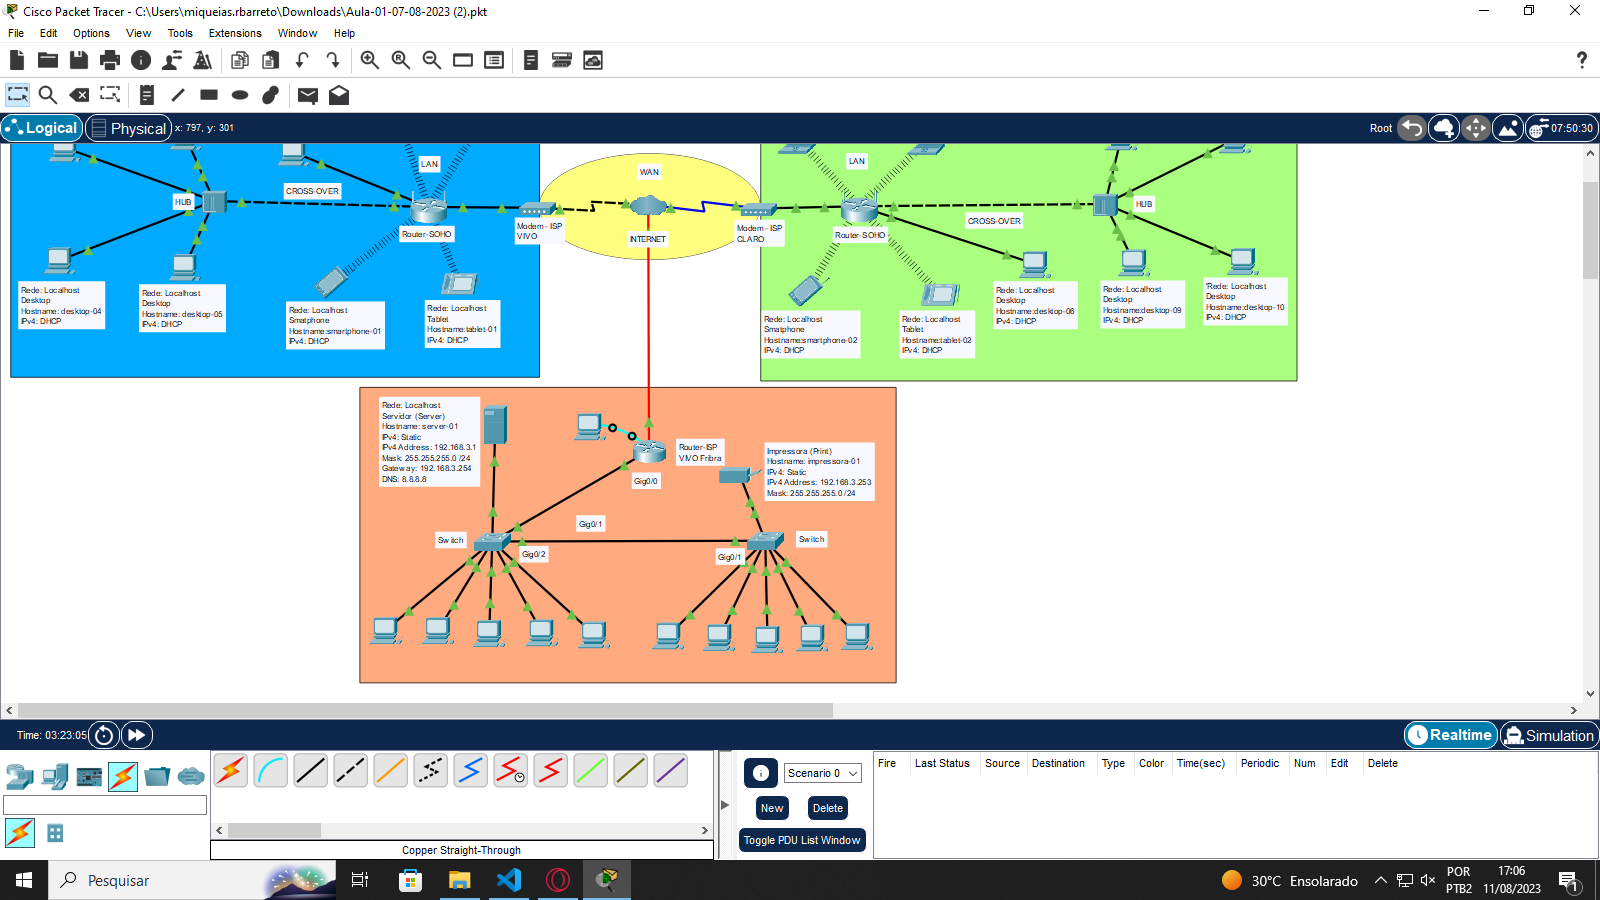 Cisco Packet Tracer - C:\Users\miqueias.rbarreto\Downloads\Aula-01-07-08-2023 (2).pkt
File Edit Options View Tools Extensions Window Help
?
Logical Physical x: 797, y: 301
Root 07:50:30
LAN
CROSS-OVER
HUB
Router-SOHO
Modem - ISP
VIVO
WAN
INTERNET
Modem - ISP
CLARO
LAN
Router-SOHO
CROSS-OVER
HUB
Rede: Localhost
Desktop
Hostname: desktop-04
IPv4: DHCP
Rede: Localhost
Desktop
Hostname: desktop-05
IPv4: DHCP
Rede: Localhost
Smatphone
Hostname:smartphone-01
IPv4: DHCP
Rede: Localhost
Tablet
Hostname:tablet-01
IPv4: DHCP
Rede: Localhost
Smatphone
Hostname:smartphone-02
IPv4: DHCP
Rede: Localhost
Tablet
Hostname:tablet-02
IPv4: DHCP
Rede: Localhost
Desktop
Hostname:desktop-06
IPv4: DHCP
Rede: Localhost
Desktop
Hostname:desktop-09
IPv4: DHCP
'Rede: Localhost
Desktop
Hostname:desktop-10
IPv4: DHCP
Rede: Localhost
Servidor (Server)
Hostname: server-01
IPv4: Static
IPv4 Address: 192.168.3.1
Mask: 255.255.255.0 /24
Gateway: 192.168.3.254
DNS: 8.8.8.8
Router-ISP
VIVO Fribra
Gig0/0
Impressora (Print)
Hostname: impressora-01
IPv4: Static
IPv4 Address: 192.168.3.253
Mask: 255.255.255.0 /24
Gig0/1
Switch
Gig0/2
Gig0/1
Switch
Time: 03:23:05
Realtime Simulation
Scenario 0
New Delete
Toggle PDU List Window
Fire Last Status Source Destination Type Color Time(sec) Periodic Num Edit Delete
Copper Straight-Through
Pesquisar
30°C Ensolarado
POR
PTB2
17:06
11/08/2023
1